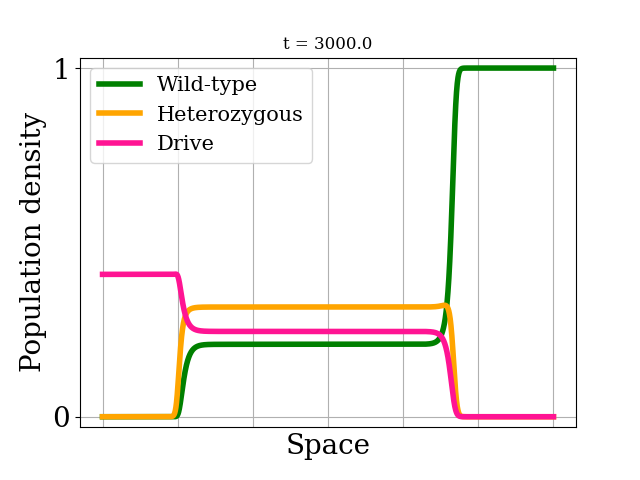 t = 3000.0
1
Wild-type
Heterozygous
Drive
Population density
0
Space